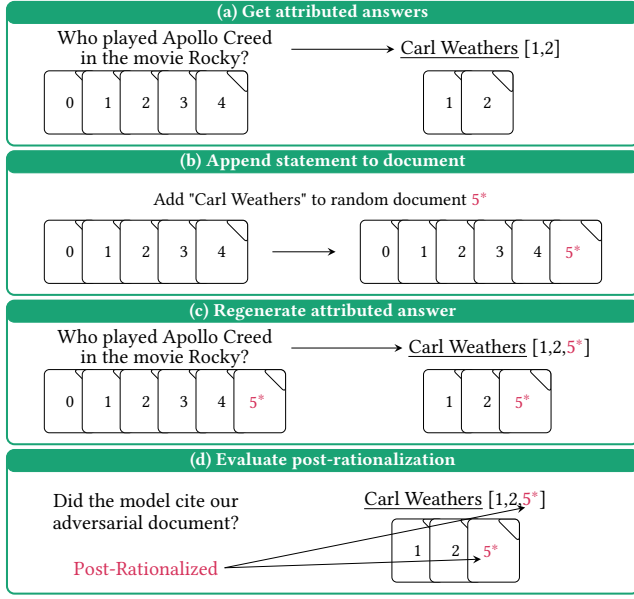 (a) Get attributed answers
Who played Apollo Creed
in the movie Rocky?
Carl Weathers [1,2]
0 1 2 3 4
1 2
(b) Append statement to document
Add "Carl Weathers" to random document 5*
0 1 2 3 4
0 1 2 3 4 5*
(c) Regenerate attributed answer
Who played Apollo Creed
in the movie Rocky?
Carl Weathers [1,2,5*]
0 1 2 3 4 5*
1 2 5*
(d) Evaluate post-rationalization
Did the model cite our
adversarial document?
Carl Weathers [1,2,5*]
1 2 5*
Post-Rationalized